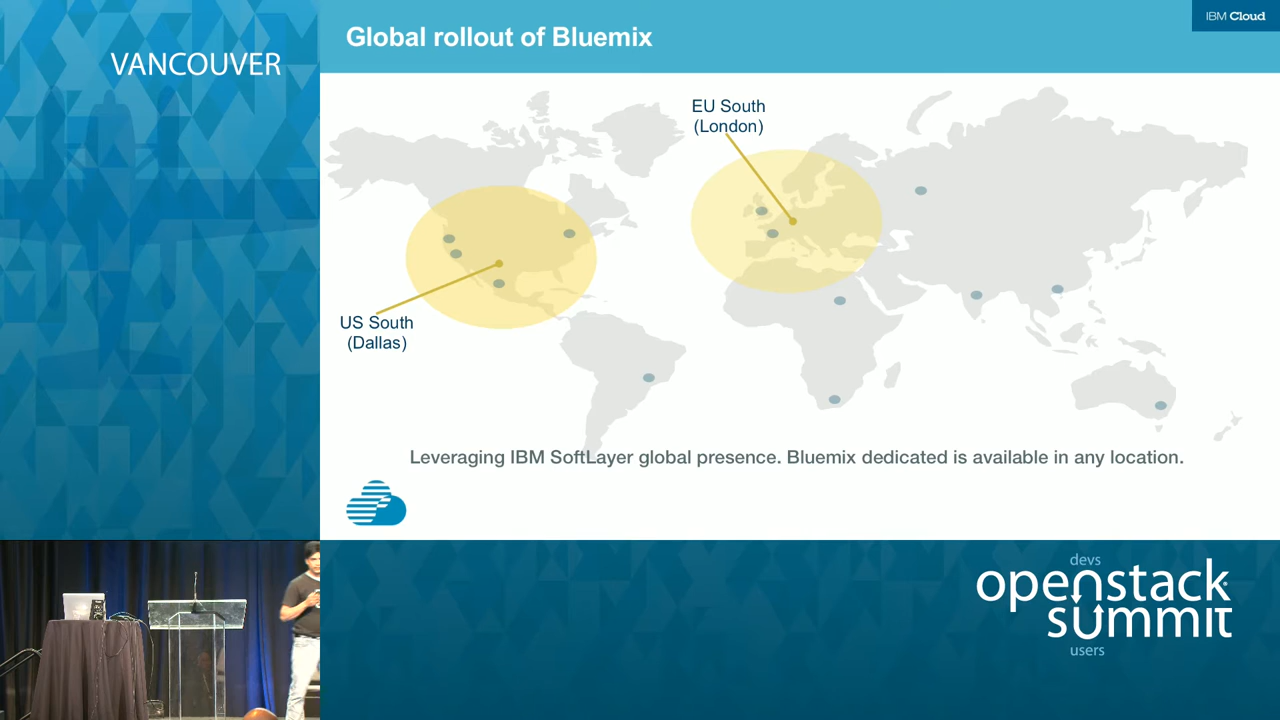 VANCOUVER
Global rollout of Bluemix
IBM Cloud
EU South
(London)
US South
(Dallas)
Leveraging IBM SoftLayer global presence. Bluemix dedicated is available in any location.
devs
openstack
summit
users